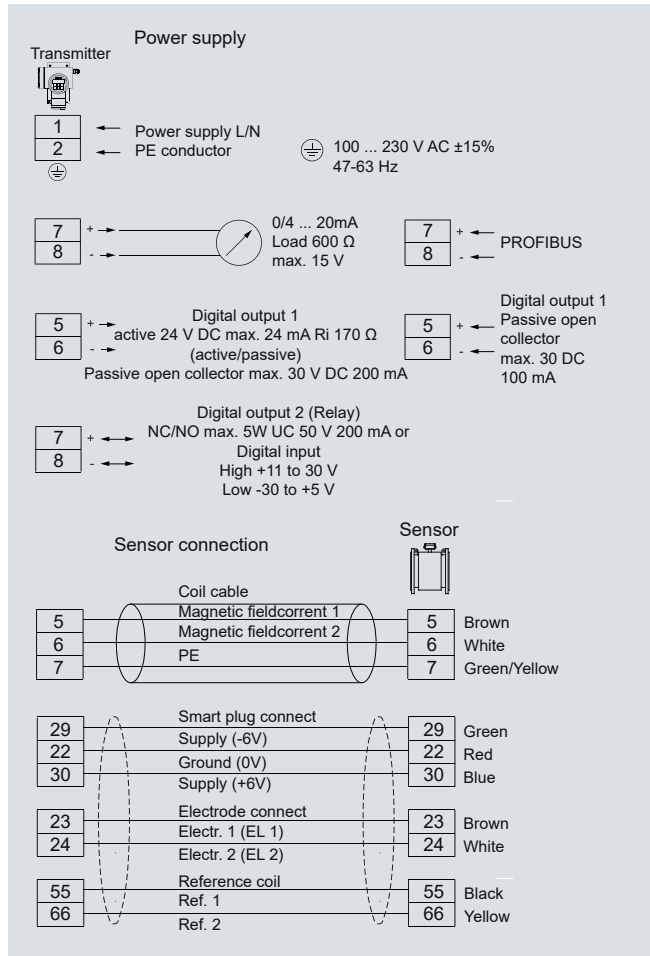 Power supply
Transmitter
1
2
Power supply L/N
PE conductor
100 ... 230 V AC ±15%
47-63 Hz
7
8
+
-
0/4 ... 20mA
Load 600 Ω
max. 15 V
7
8
+
-
PROFIBUS
5
6
+
-
Digital output 1
active 24 V DC max. 24 mA Ri 170 Ω
(active/passive)
Passive open collector max. 30 V DC 200 mA
5
6
+
-
Digital output 1
Passive open
collector
max. 30 DC
100 mA
7
8
+
-
Digital output 2 (Relay)
NC/NO max. 5W UC 50 V 200 mA or
Digital input
High +11 to 30 V
Low -30 to +5 V
Sensor connection
Sensor
Coil cable
5
Magnetic fieldcorrent 1
5
Brown
6
Magnetic fieldcorrent 2
6
White
7
PE
7
Green/Yellow
Smart plug connect
29
Supply (-6V)
29
Green
22
Ground (0V)
22
Red
30
Supply (+6V)
30
Blue
Electrode connect
23
Electr. 1 (EL 1)
23
Brown
24
Electr. 2 (EL 2)
24
White
Reference coil
55
Ref. 1
55
Black
66
Ref. 2
66
Yellow